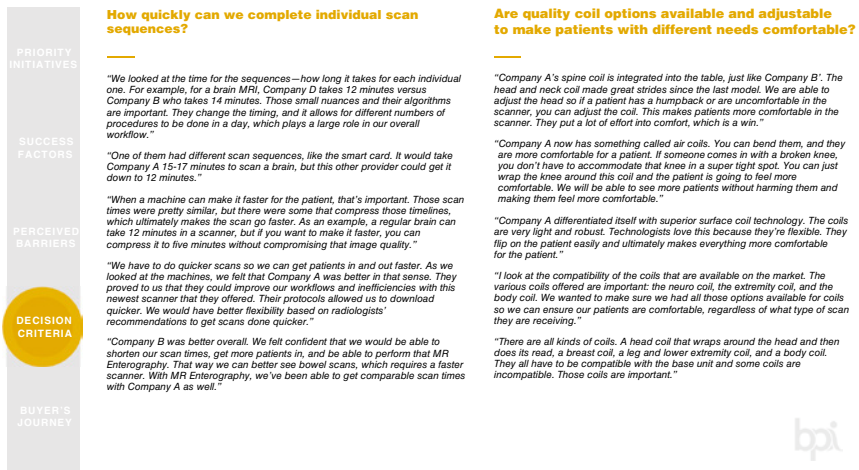 PRIORITY
INITIATIVES
SUCCESS
FACTORS
PERCEIVED
BARRIERS
DECISION
CRITERIA
BUYER'S
JOURNEY
How quickly can we complete individual scan
sequences?
“We looked at the time for the sequences—how long it takes for each individual
one. For example, for a brain MRI, Company D takes 12 minutes versus
Company B who takes 14 minutes. Those small nuances and their algorithms
are important. They change the timing, and it allows for different numbers of
procedures to be done in a day, which plays a large role in our overall
workflow.”
“One of them had different scan sequences, like the smart card. It would take
Company A 15-17 minutes to scan a brain, but this other provider could get it
down to 12 minutes.”
“When a machine can make it faster for the patient, that's important. Those scan
times were pretty similar, but there were some that compress those timelines,
which ultimately makes the scan go faster. As an example, a regular brain can
take 12 minutes in a scanner, but if you want to make it faster, you can
compress it to five minutes without compromising that image quality.”
“We have to do quicker scans so we can get patients in and out faster. As we
looked at the machines, we felt that Company A was better in that sense. They
proved to us that they could improve our workflows and inefficiencies with this
newest scanner that they offered. Their protocols allowed us to download
quicker. We would have better flexibility based on radiologists'
recommendations to get scans done quicker.”
“Company B was better overall. We felt confident that we would be able to
shorten our scan times, get more patients in, and be able to perform that MR
Enterography. That way we can better see bowel scans, which requires a faster
scanner. With MR Enterography, we've been able to get comparable scan times
with Company A as well.”
Are quality coil options available and adjustable
to make patients with different needs comfortable?
“Company A's spine coil is integrated into the table, just like Company B'. The
head and neck coil made great strides since the last model. We are able to
adjust the head so if a patient has a humpback or are uncomfortable in the
scanner, you can adjust the coil. This makes patients more comfortable in the
scanner. They put a lot of effort into comfort, which is a win.”
“Company A now has something called air coils. You can bend them, and they
are more comfortable for a patient. If someone comes in with a broken knee,
you don't have to accommodate that knee in a super tight spot. You can just
wrap the knee around this coil and the patient is going to feel more
comfortable. We will be able to see more patients without harming them and
making them feel more comfortable.”
“Company A differentiated itself with superior surface coil technology. The coils
are very light and robust. Technologists love this because they're flexible. They
flip on the patient easily and ultimately makes everything more comfortable
for the patient.”
“I look at the compatibility of the coils that are available on the market. The
various coils offered are important: the neuro coil, the extremity coil, and the
body coil. We wanted to make sure we had all those options available for coils
so we can ensure our patients are comfortable, regardless of what type of scan
they are receiving.”
“There are all kinds of coils. A head coil that wraps around the head and then
does its read, a breast coil, a leg and lower extremity coil, and a body coil.
They all have to be compatible with the base unit and some coils are
incompatible. Those coils are important.”
bpi